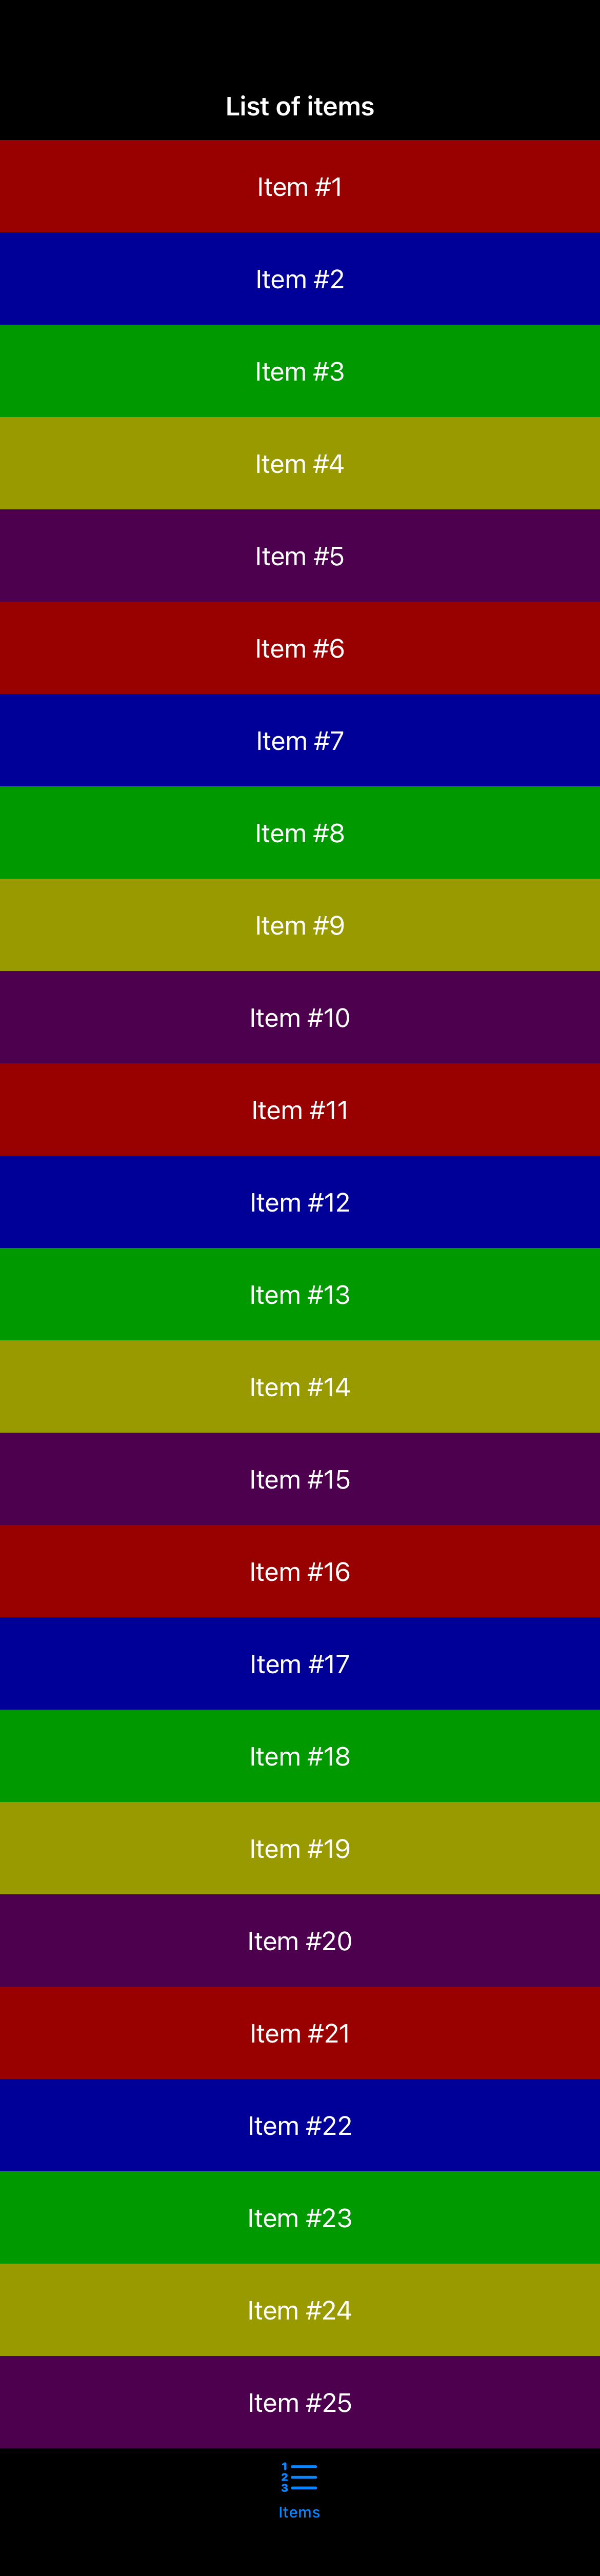 List of items
Item #1
Item #2
Item #3
Item #4
Item #5
Item #6
Item #7
Item #8
Item #9
Item #10
Item #11
Item #12
Item #13
Item #14
Item #15
Item #16
Item #17
Item #18
Item #19
Item #20
Item #21
Item #22
Item #23
Item #24
Item #25
1
2
3
Items